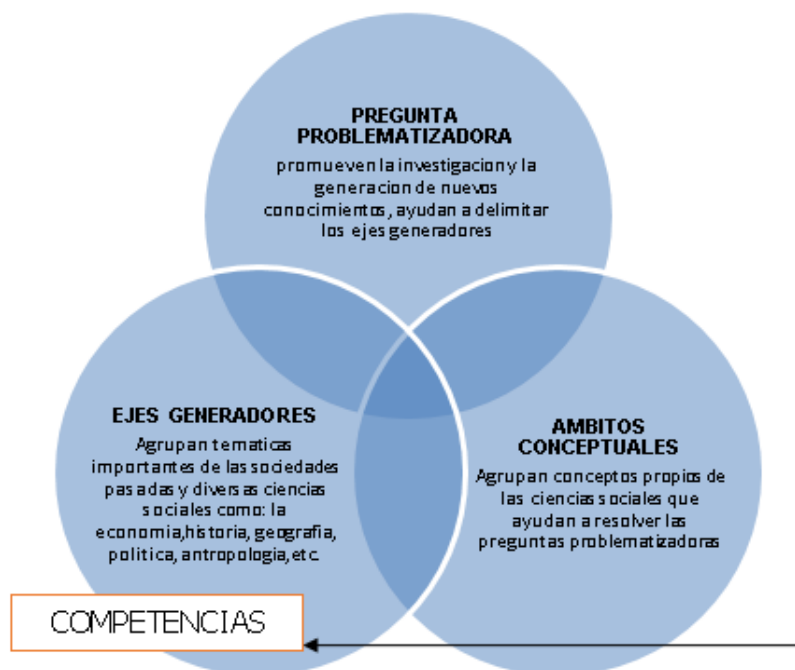 PREGUNTA
PROBLEMATIZADORA
promueven la investigacion y la
generacion de nuevos
conocimientos, ayudan a delimitar
los ejes generadores
EJES GENERADORES
Agrupan tematicas
importantes de las sociedades
pasadas y diversas ciencias
sociales como: la
economia,historia, geografia,
politica, antropologia,etc.
AMBITOS
CONCEPTUALES
Agrupan conceptos propios de
las ciencias sociales que
ayudan a resolver las
preguntas problematizadoras
COMPETENCIAS